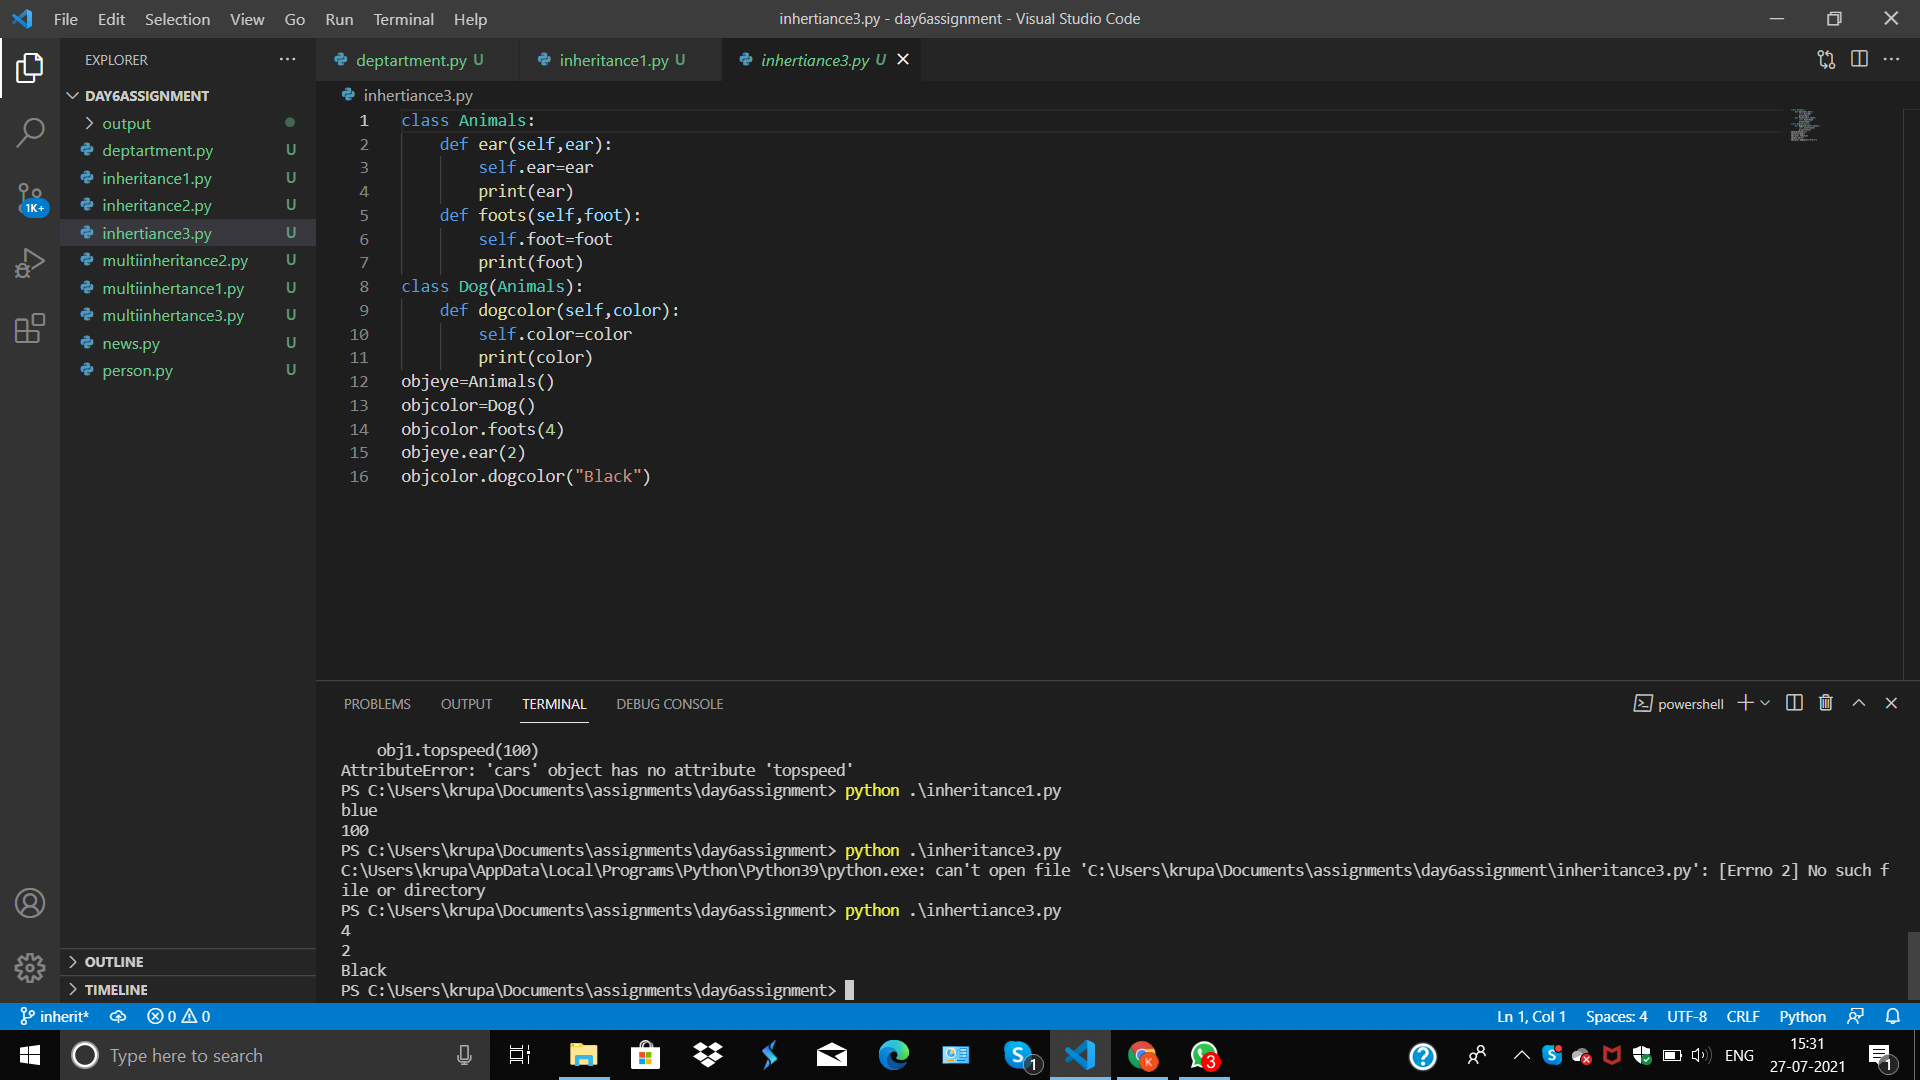 File Edit Selection View Go Run Terminal Help
inhertiance3.py - day6assignment - Visual Studio Code
EXPLORER
DAY6ASSIGNMENT
output
deptartment.py U
inheritance1.py U
inheritance2.py U
inhertiance3.py U
multiinheritance2.py U
multiinhertance1.py U
multiinhertance3.py U
news.py U
person.py U
OUTLINE
TIMELINE
1K+
deptartment.py U inheritance1.py U inhertiance3.py U
inhertiance3.py
1 class Animals:
2     def ear(self,ear):
3         self.ear=ear
4         print(ear)
5     def foots(self,foot):
6         self.foot=foot
7         print(foot)
8 class Dog(Animals):
9     def dogcolor(self,color):
10         self.color=color
11         print(color)
12 objeye=Animals()
13 objcolor=Dog()
14 objcolor.foots(4)
15 objeye.ear(2)
16 objcolor.dogcolor("Black")
PROBLEMS OUTPUT TERMINAL DEBUG CONSOLE
powershell
    obj1.topspeed(100)
AttributeError: 'cars' object has no attribute 'topspeed'
PS C:\Users\krupa\Documents\assignments\day6assignment> python .\inheritance1.py
blue
100
PS C:\Users\krupa\Documents\assignments\day6assignment> python .\inheritance3.py
C:\Users\krupa\AppData\Local\Programs\Python\Python39\python.exe: can't open file 'C:\Users\krupa\Documents\assignments\day6assignment\inheritance3.py': [Errno 2] No such f
ile or directory
PS C:\Users\krupa\Documents\assignments\day6assignment> python .\inhertiance3.py
4
2
Black
PS C:\Users\krupa\Documents\assignments\day6assignment>
inherit* 0 0
Ln 1, Col 1 Spaces: 4 UTF-8 CRLF Python
Type here to search
1
K
3
ENG
15:31
27-07-2021
1